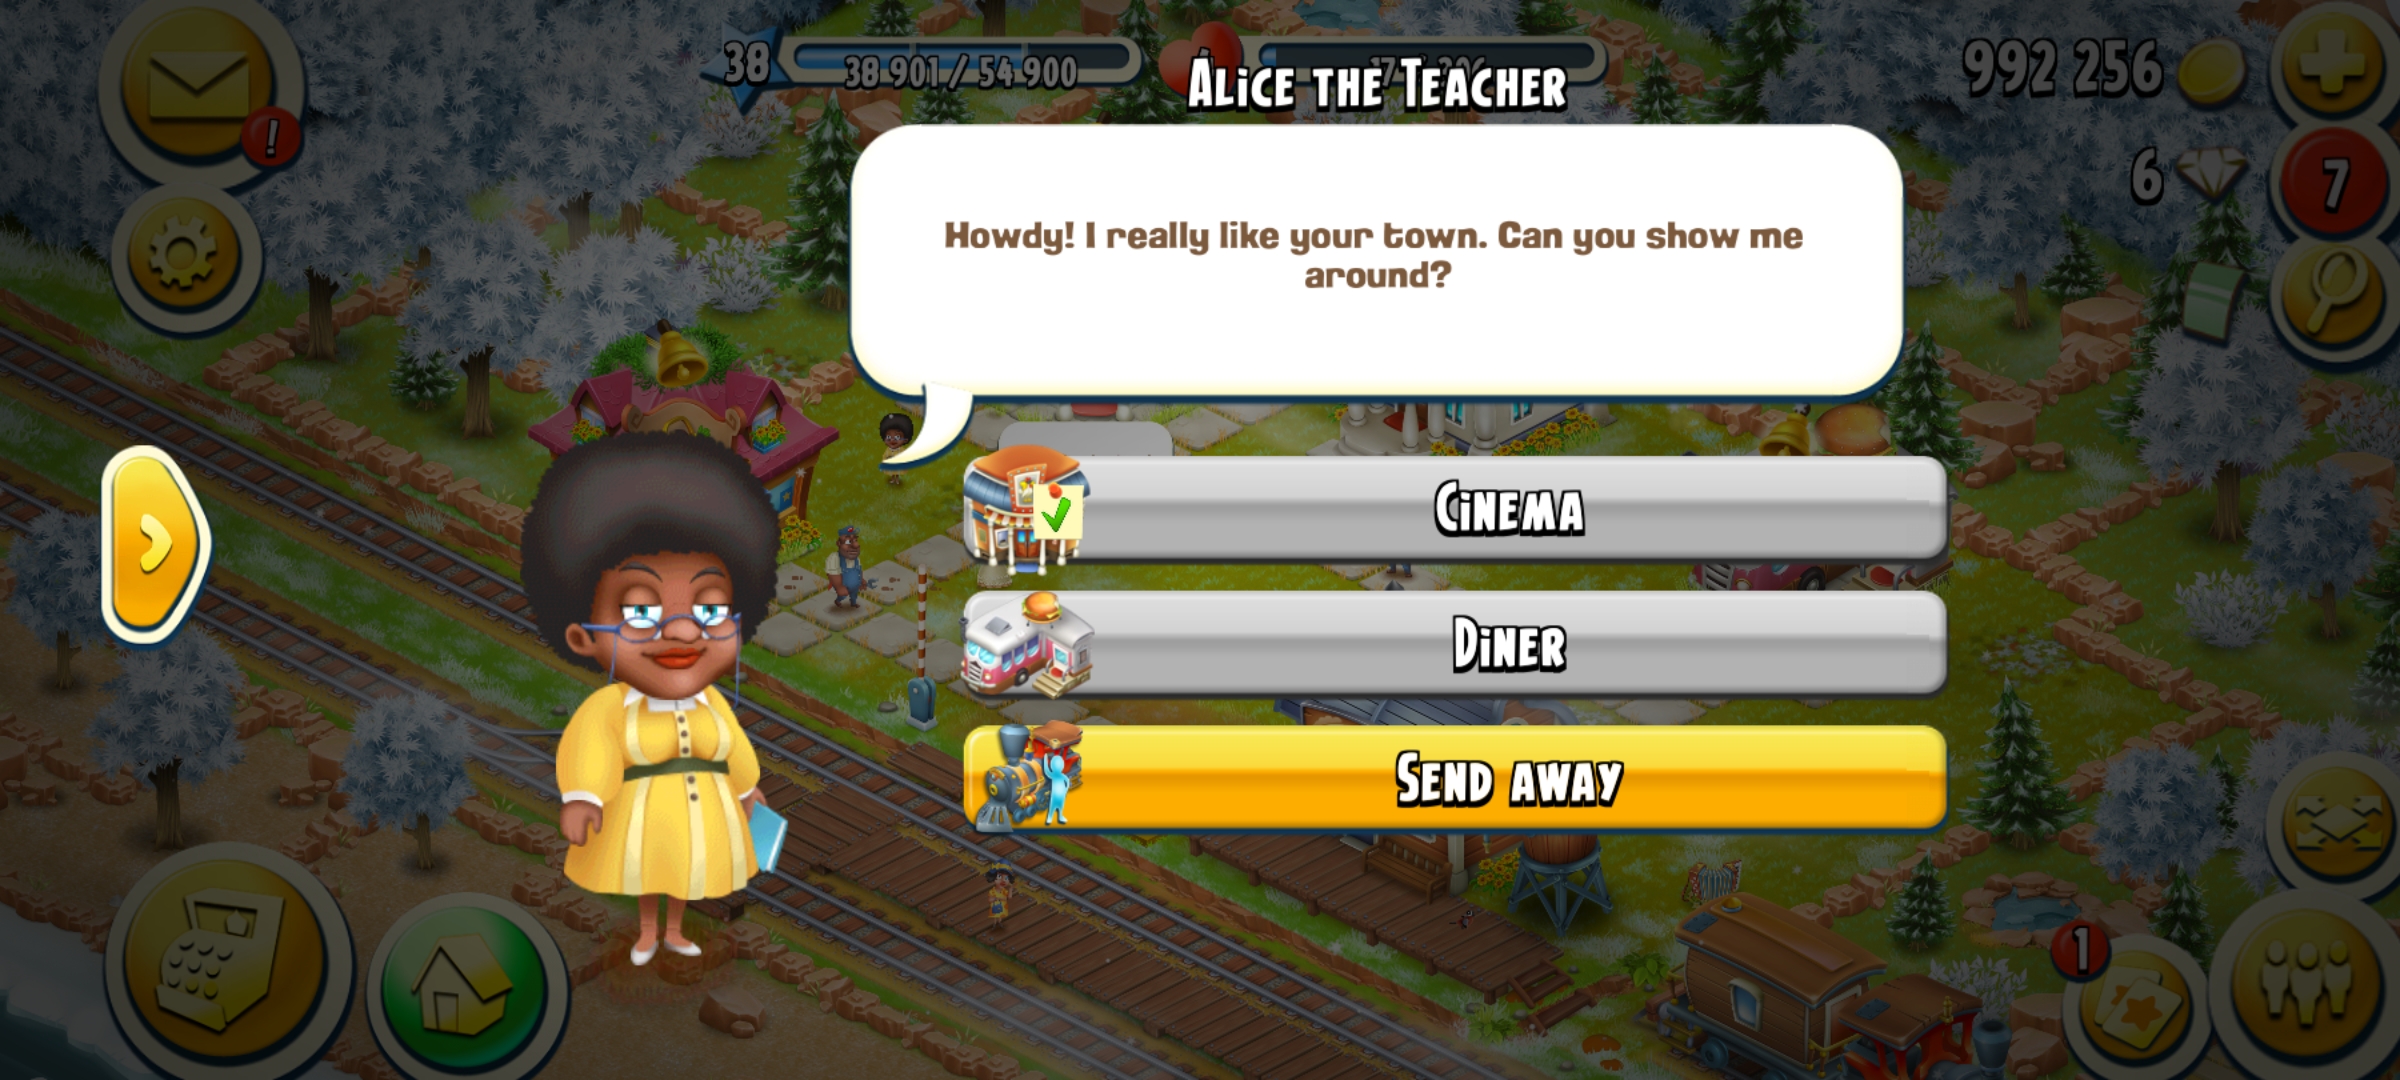 38
38 901 / 54 900
992 256
Alice the Teacher
!
6
7
Howdy! I really like your town. Can you show me
around?
Cinema
Diner
Send away
1